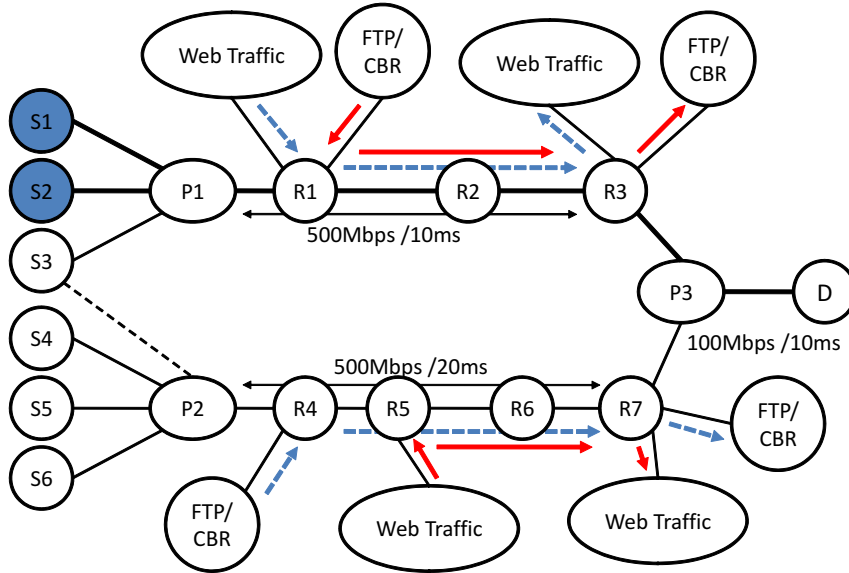 Web Traffic
FTP/
CBR
Web Traffic
FTP/
CBR
S1
S2
P1
R1
R2
R3
500Mbps /10ms
S3
P3
D
S4
500Mbps /20ms
100Mbps /10ms
S5
P2
R4
R5
R6
R7
FTP/
CBR
S6
FTP/
CBR
Web Traffic
Web Traffic